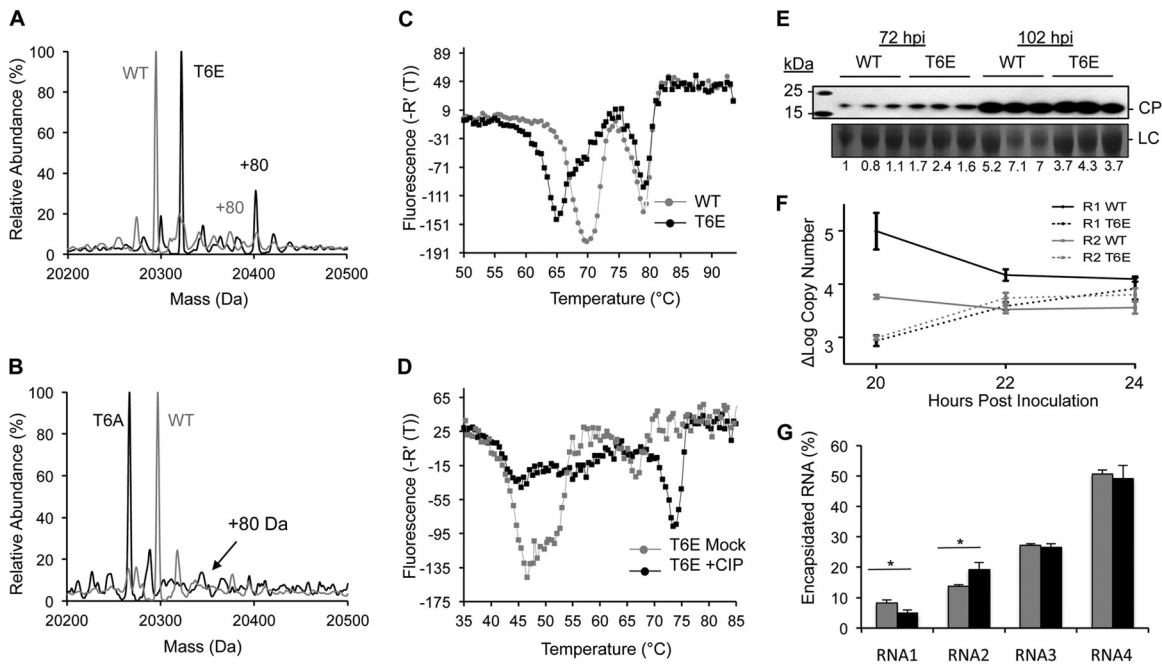 A
Relative Abundance (%)
100
80
60
40
20
0
WT
T6E
+80
+80
20200
20300
20400
20500
Mass (Da)
B
Relative Abundance (%)
100
80
60
40
20
0
T6A
WT
+80 Da
20200
20300
20400
20500
Mass (Da)
C
Fluorescence (-R' (T))
89
49
9
-31
-71
-111
-151
-191
WT
T6E
50 55 60 65 70 75 80 85 90
Temperature (°C)
D
Fluorescence (-R' (T))
65
25
-15
-55
-95
-135
-175
T6E Mock
T6E +CIP
35 40 45 50 55 60 65 70 75 80 85
Temperature (°C)
E
72 hpi 102 hpi
kDa WT T6E WT T6E
25
15
CP
LC
1 0.8 1.1 1.7 2.4 1.6 5.2 7.1 7 3.7 4.3 3.7
F
ΔLog Copy Number
5
4
3
R1 WT
R1 T6E
R2 WT
R2 T6E
20 22 24
Hours Post Inoculation
G
Encapsidated RNA (%)
60
50
40
30
20
10
0
*
*
RNA1 RNA2 RNA3 RNA4